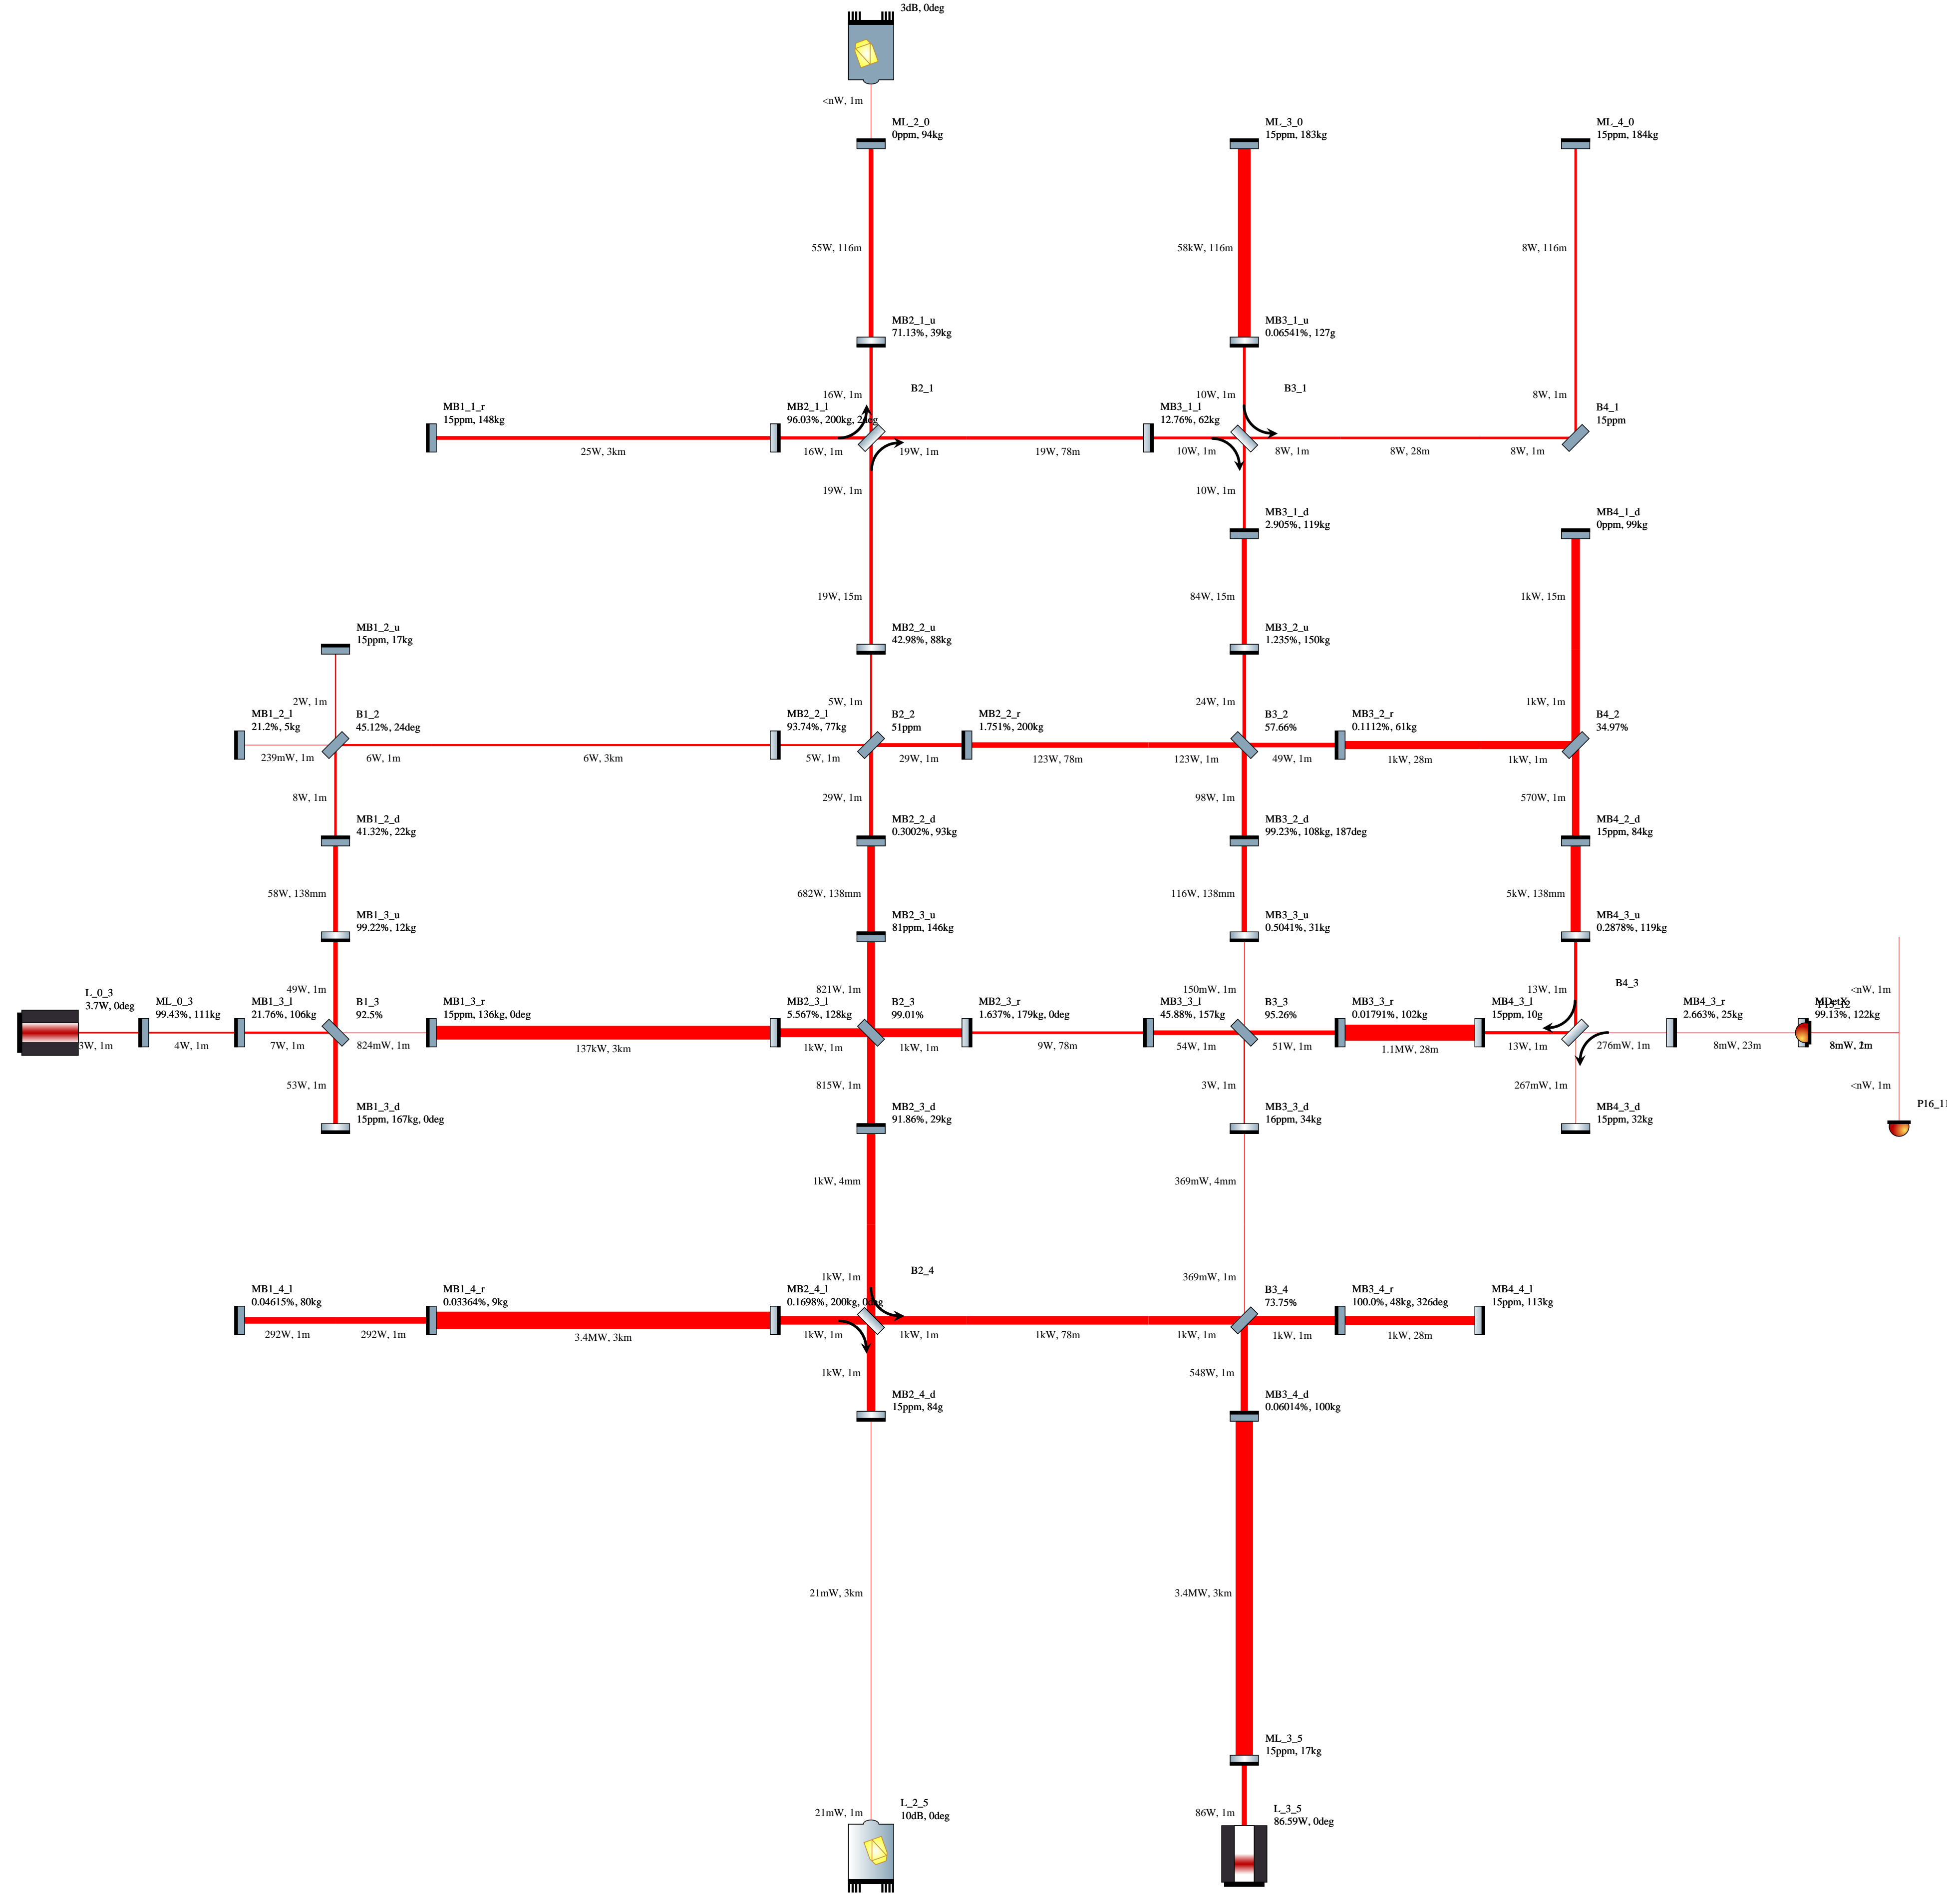 3dB, 0deg
<nW, 1m
ML_2_0
0ppm, 94kg
ML_3_0
15ppm, 183kg
ML_4_0
15ppm, 184kg
55W, 116m
58kW, 116m
8W, 116m
MB2_1_u
71.13%, 39kg
MB3_1_u
0.06541%, 127g
16W, 1m
B2_1
10W, 1m
B3_1
8W, 1m
MB1_1_r
15ppm, 148kg
MB2_1_l
96.03%, 200kg, 2deg
MB3_1_l
12.76%, 62kg
B4_1
15ppm
25W, 3km
16W, 1m
19W, 1m
19W, 78m
10W, 1m
8W, 1m
8W, 28m
8W, 1m
19W, 1m
10W, 1m
MB3_1_d
2.905%, 119kg
MB4_1_d
0ppm, 99kg
19W, 15m
84W, 15m
1kW, 15m
MB1_2_u
15ppm, 17kg
MB2_2_u
42.98%, 88kg
MB3_2_u
1.235%, 150kg
2W, 1m
5W, 1m
24W, 1m
1kW, 1m
MB1_2_l
21.2%, 5kg
B1_2
45.12%, 24deg
MB2_2_l
93.74%, 77kg
B2_2
51ppm
MB2_2_r
1.751%, 200kg
B3_2
57.66%
MB3_2_r
0.1112%, 61kg
B4_2
34.97%
239mW, 1m
6W, 1m
6W, 3km
5W, 1m
29W, 1m
123W, 78m
123W, 1m
49W, 1m
1kW, 28m
1kW, 1m
8W, 1m
29W, 1m
98W, 1m
570W, 1m
MB1_2_d
41.32%, 22kg
MB2_2_d
0.3002%, 93kg
MB3_2_d
99.23%, 108kg, 187deg
MB4_2_d
15ppm, 84kg
58W, 138mm
682W, 138mm
116W, 138mm
5kW, 138mm
MB1_3_u
99.22%, 12kg
MB2_3_u
81ppm, 146kg
MB3_3_u
0.5041%, 31kg
MB4_3_u
0.2878%, 119kg
49W, 1m
821W, 1m
150mW, 1m
13W, 1m
B4_3
<nW, 1m
L_0_3
3.7W, 0deg
ML_0_3
99.43%, 111kg
MB1_3_l
21.76%, 106kg
B1_3
92.5%
MB1_3_r
15ppm, 136kg, 0deg
MB2_3_l
5.567%, 128kg
B2_3
99.01%
MB2_3_r
1.637%, 179kg, 0deg
MB3_3_l
45.88%, 157kg
B3_3
95.26%
MB3_3_r
0.01791%, 102kg
MB4_3_l
15ppm, 10g
MB4_3_r
2.663%, 25kg
MDetX
99.13%, 122kg
3W, 1m
4W, 1m
7W, 1m
824mW, 1m
137kW, 3km
1kW, 1m
1kW, 1m
9W, 78m
54W, 1m
51W, 1m
1.1MW, 28m
13W, 1m
276mW, 1m
8mW, 23m
53W, 1m
815W, 1m
3W, 1m
267mW, 1m
<nW, 1m
MB1_3_d
15ppm, 167kg, 0deg
MB2_3_d
91.86%, 29kg
MB3_3_d
16ppm, 34kg
MB4_3_d
15ppm, 32kg
1kW, 4mm
369mW, 4mm
1kW, 1m
B2_4
369mW, 1m
MB1_4_l
0.04615%, 80kg
MB1_4_r
0.03364%, 9kg
MB2_4_l
0.1698%, 200kg, 0deg
B3_4
73.75%
MB3_4_r
100.0%, 48kg, 326deg
MB4_4_l
15ppm, 113kg
292W, 1m
292W, 1m
3.4MW, 3km
1kW, 1m
1kW, 1m
1kW, 78m
1kW, 1m
1kW, 1m
1kW, 28m
1kW, 1m
548W, 1m
MB2_4_d
15ppm, 84g
MB3_4_d
0.06014%, 100kg
21mW, 3km
3.4MW, 3km
ML_3_5
15ppm, 17kg
21mW, 1m
L_2_5
10dB, 0deg
86W, 1m
L_3_5
86.59W, 0deg